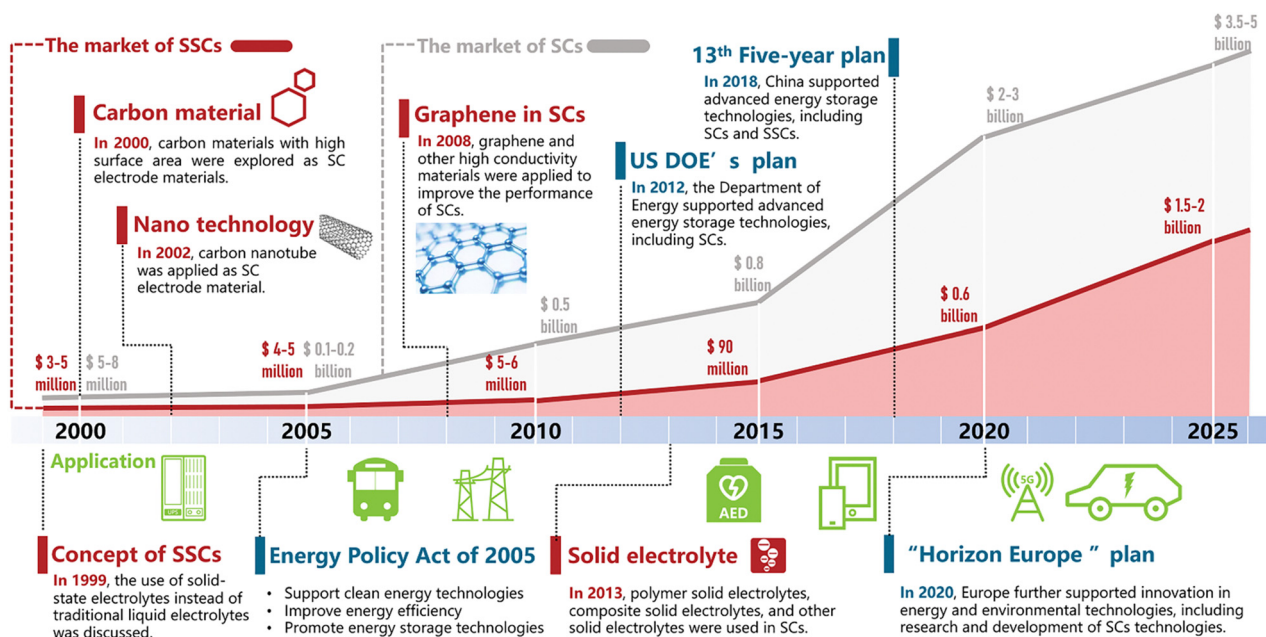 The market of SSCs
The market of SCs
Carbon material
In 2000, carbon materials with high
surface area were explored as SC
electrode materials.
Nano technology
In 2002, carbon nanotube
was applied as SC
electrode material.
Graphene in SCs
In 2008, graphene and
other high conductivity
materials were applied to
improve the performance
of SCs.
13th Five-year plan
In 2018, China supported
advanced energy storage
technologies, including
SCs and SSCs.
US DOE’ s plan
In 2012, the Department of
Energy supported advanced
energy storage technologies,
including SCs.
$ 3-5
million
$ 5-8
million
$ 4-5
million
$ 0.1-0.2
billion
$ 5-6
million
$ 0.5
billion
$ 90
million
$ 0.8
billion
$ 0.6
billion
$ 2-3
billion
$ 1.5-2
billion
$ 3.5-5
billion
2000 2005 2010 2015 2020 2025
Application
UPS
AED
5G
Concept of SSCs
In 1999, the use of solid-
state electrolytes instead of
traditional liquid electrolytes
was discussed.
Energy Policy Act of 2005
• Support clean energy technologies
• Improve energy efficiency
• Promote energy storage technologies
Solid electrolyte
In 2013, polymer solid electrolytes,
composite solid electrolytes, and other
solid electrolytes were used in SCs.
“Horizon Europe ” plan
In 2020, Europe further supported innovation in
energy and environmental technologies, including
research and development of SCs technologies.